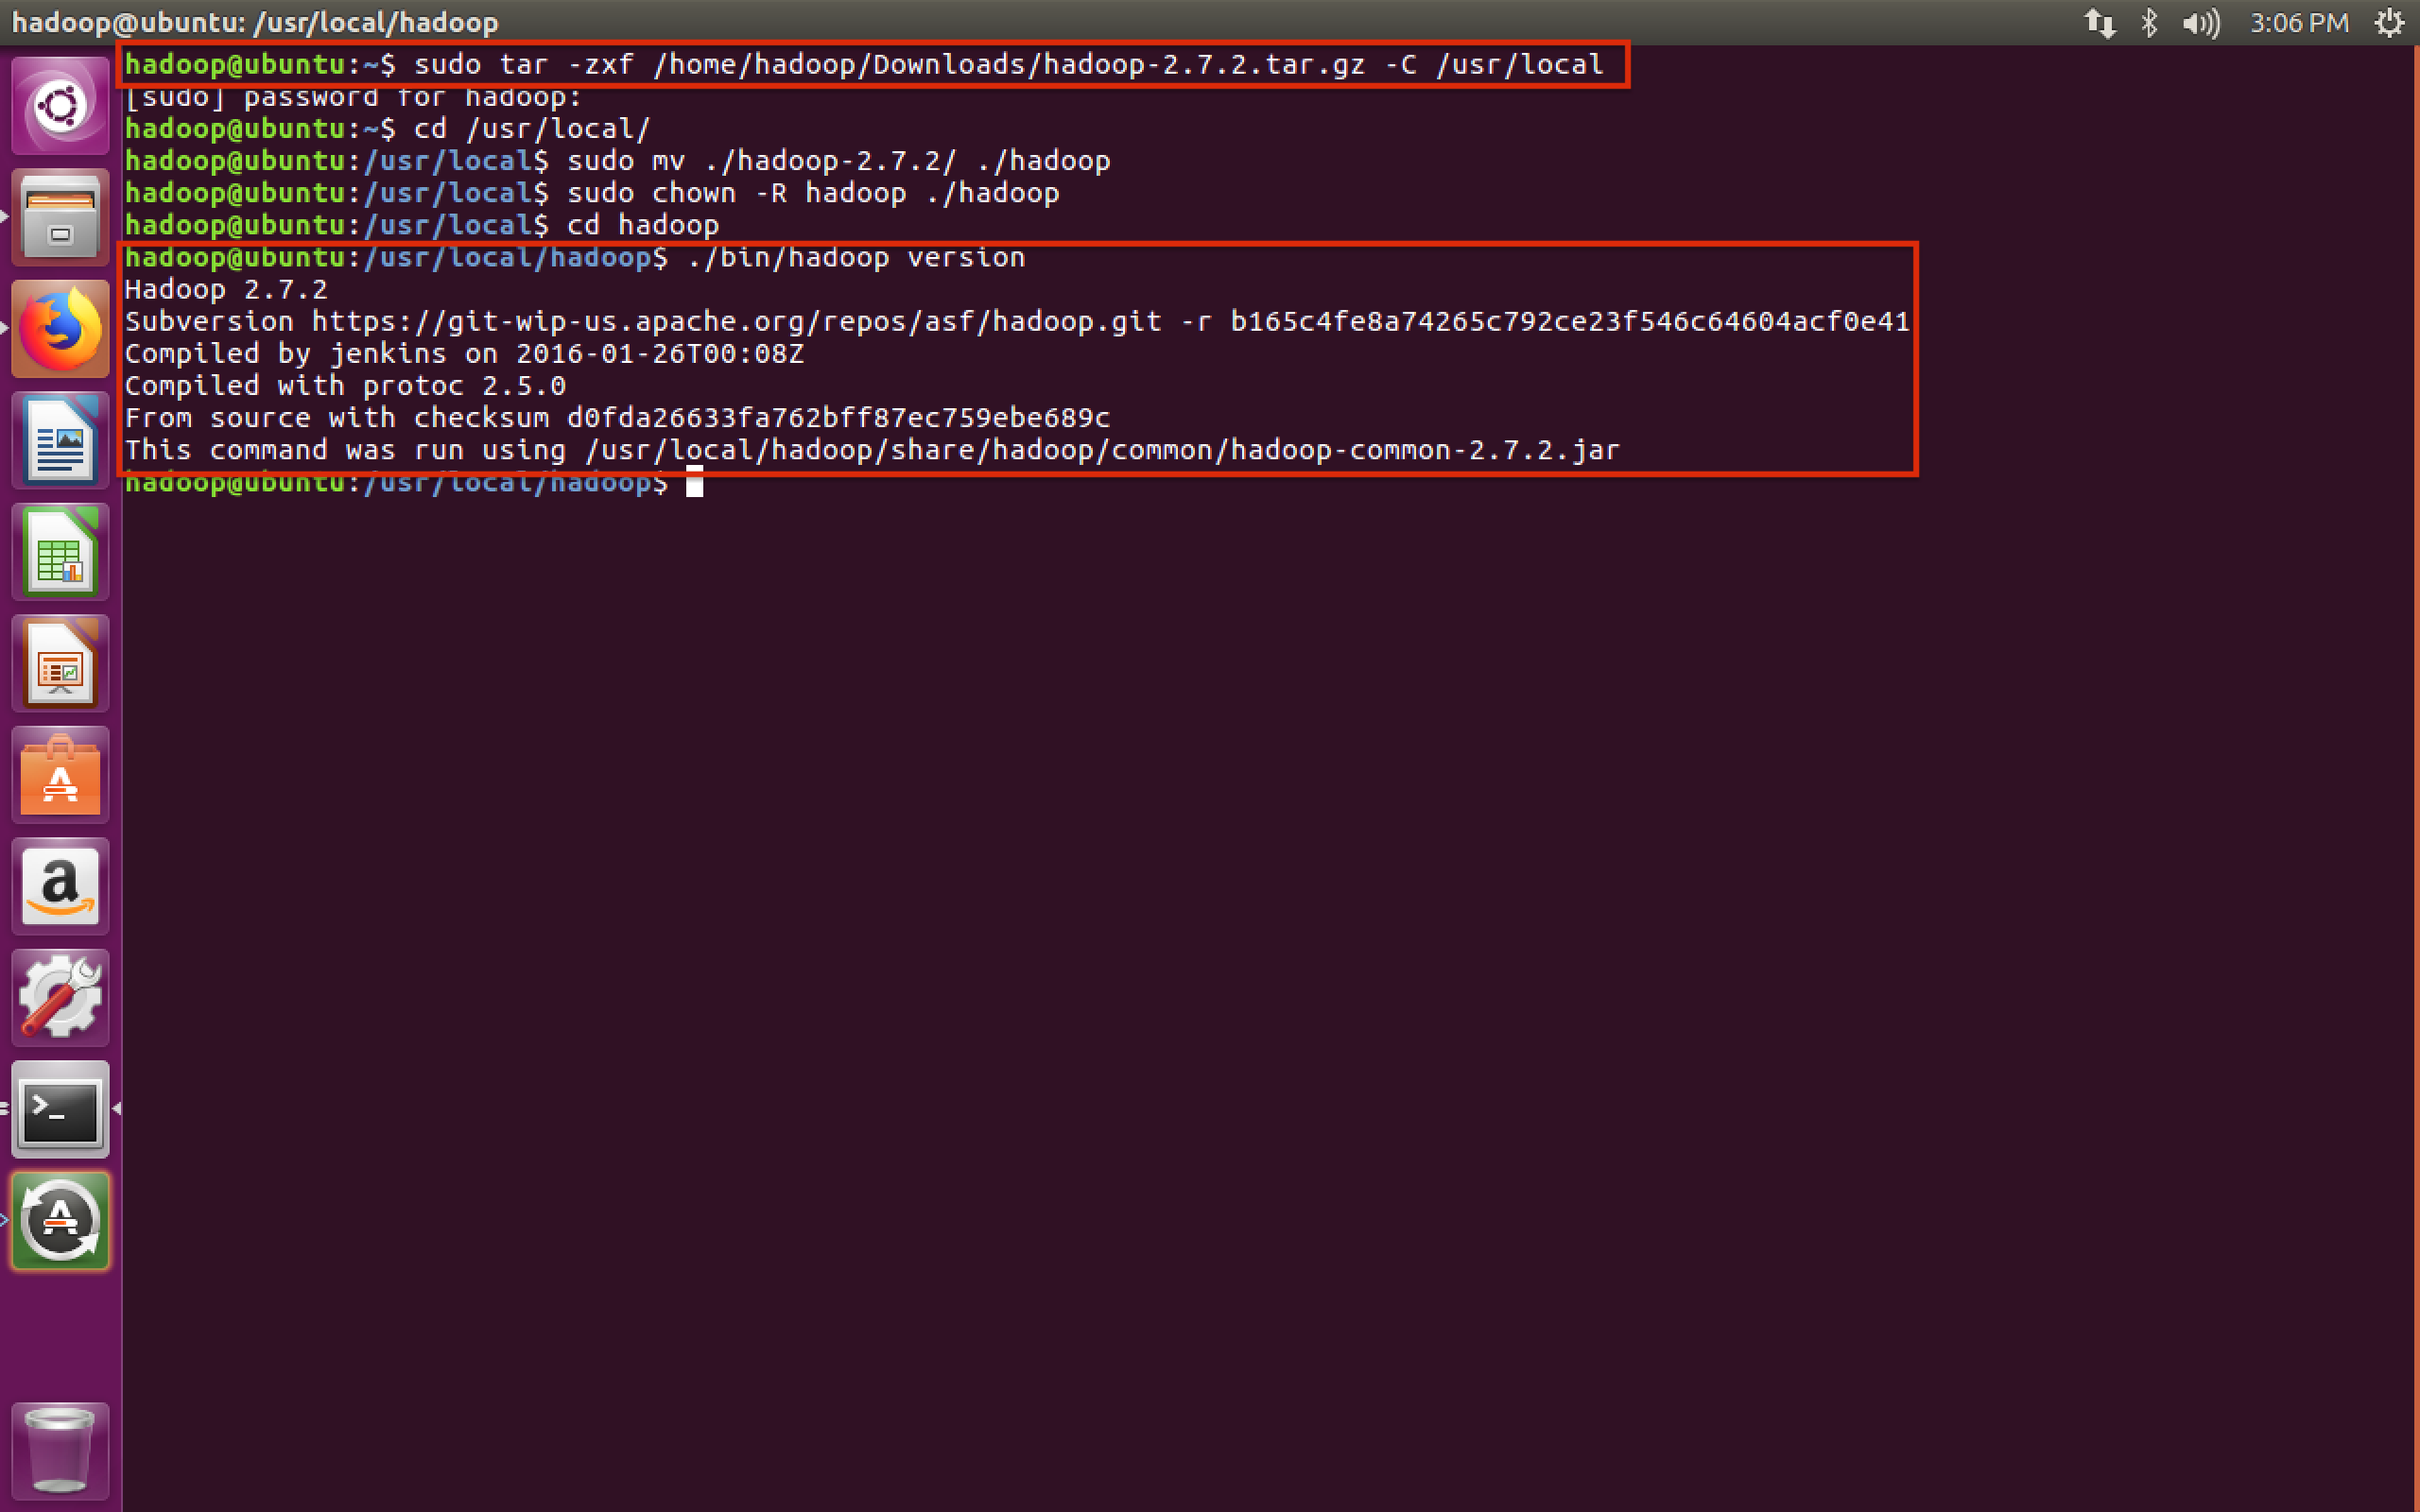 hadoop@ubuntu: /usr/local/hadoop
3:06 PM
hadoop@ubuntu:~$ sudo tar -zxf /home/hadoop/Downloads/hadoop-2.7.2.tar.gz -C /usr/local
[sudo] password for hadoop:
hadoop@ubuntu:~$ cd /usr/local/
hadoop@ubuntu:/usr/local$ sudo mv ./hadoop-2.7.2/ ./hadoop
hadoop@ubuntu:/usr/local$ sudo chown -R hadoop ./hadoop
hadoop@ubuntu:/usr/local$ cd hadoop
hadoop@ubuntu:/usr/local/hadoop$ ./bin/hadoop version
Hadoop 2.7.2
Subversion https://git-wip-us.apache.org/repos/asf/hadoop.git -r b165c4fe8a74265c792ce23f546c64604acf0e41
Compiled by jenkins on 2016-01-26T00:08Z
Compiled with protoc 2.5.0
From source with checksum d0fda26633fa762bff87ec759ebe689c
This command was run using /usr/local/hadoop/share/hadoop/common/hadoop-common-2.7.2.jar
hadoop@ubuntu:/usr/local/hadoop$